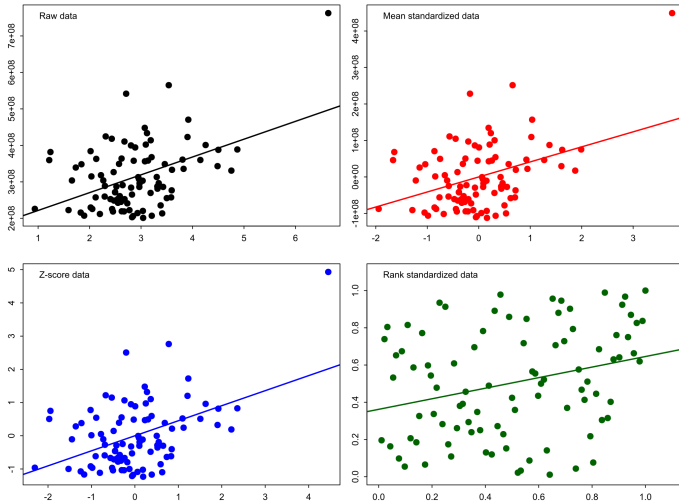 Raw data
7e+08
6e+08
5e+08
4e+08
3e+08
2e+08
1 2 3 4 5 6
Mean standardized data
4e+08
3e+08
2e+08
1e+08
0e+00
-1e+08
-2 -1 0 1 2 3
Z-score data
5
4
3
2
1
0
-1
-2 0 2 4
Rank standardized data
1.0
0.8
0.6
0.4
0.2
0.0
0.0 0.2 0.4 0.6 0.8 1.0